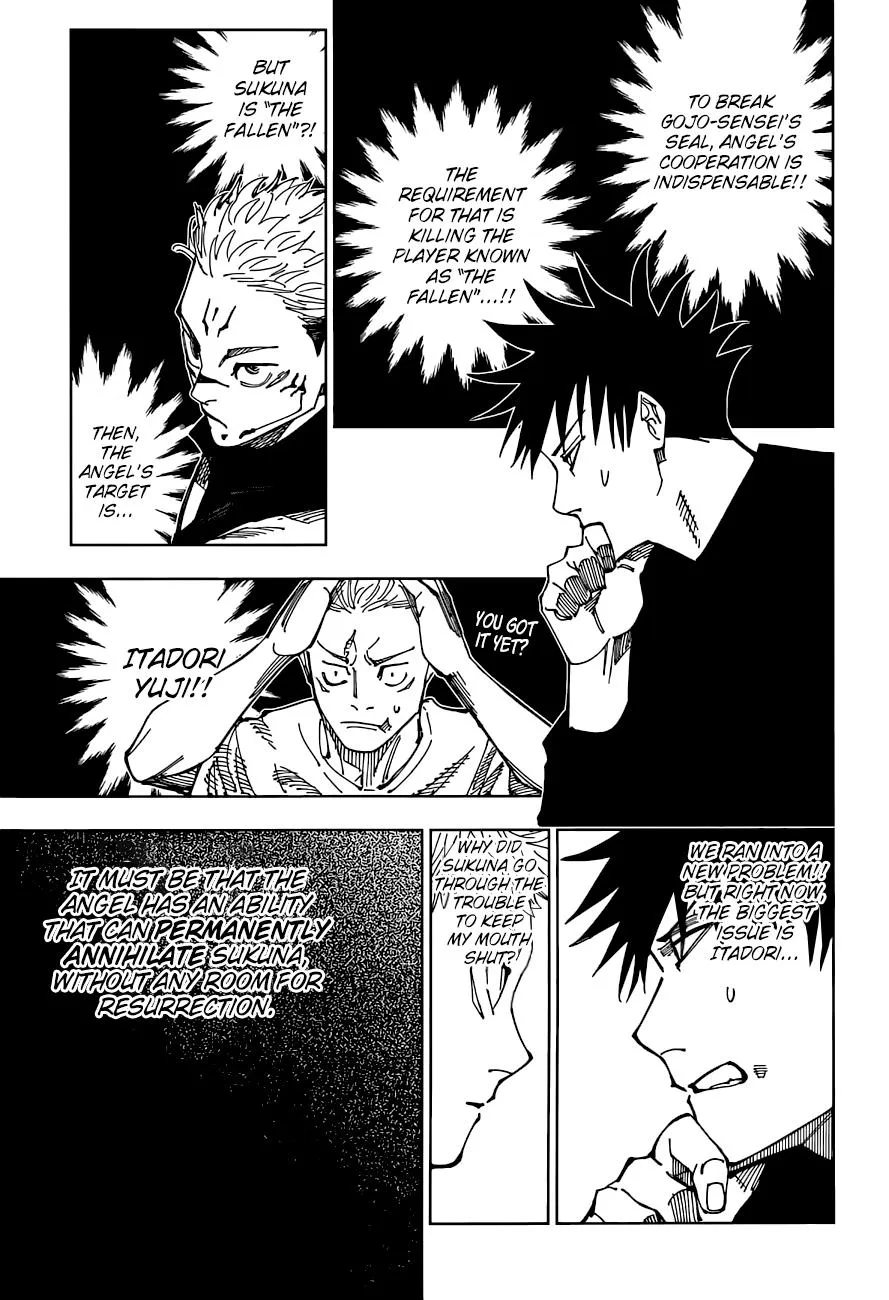 TO BREAK
GOJO-SENSEI'S
SEAL, ANGEL'S
COOPERATION IS
INDISPENSABLE!!
THE
REQUIREMENT
FOR THAT IS
KILLING THE
PLAYER KNOWN
AS "THE
FALLEN"...!!
BUT
SUKUNA
IS "THE
FALLEN"?!
THEN,
THE
ANGEL'S
TARGET
IS...
YOU GOT
IT YET?
ITADORI
YUJI!!
WE RAN INTO A
NEW PROBLEM!!
BUT RIGHT NOW,
THE BIGGEST
ISSUE IS
ITADORI...
WHY DID
SUKUNA GO
THROUGH THE
TROUBLE
TO KEEP
MY MOUTH
SHUT?
IT MUST BE THAT THE
ANGEL HAS AN ABILITY
THAT CAN PERMANENTLY
ANNIHILATE SUKUNA,
WITHOUT ANY ROOM FOR
RESURRECTION.